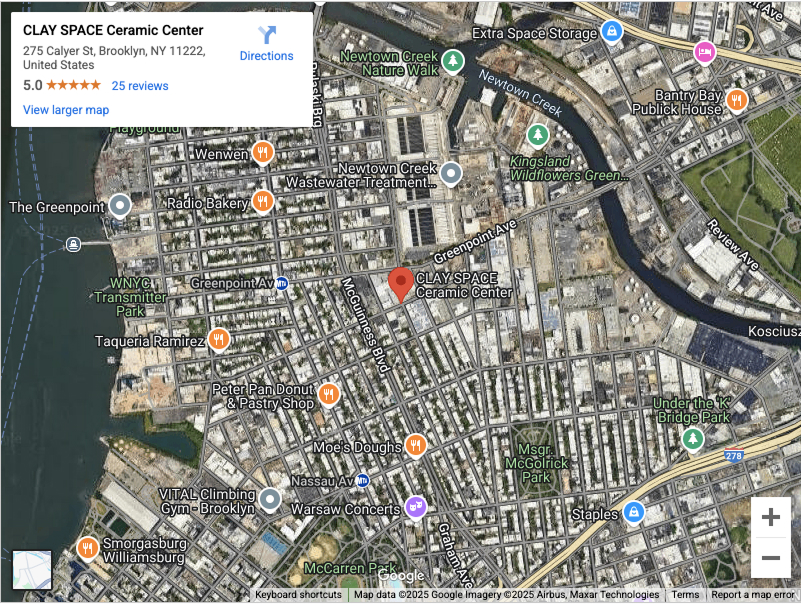 CLAY SPACE Ceramic Center
275 Calyer St, Brooklyn, NY 11222,
United States
5.0
25 reviews
View larger map
Directions
Extra Space Storage
Newtown Creek
Nature Walk
Newtown Creek
Bantry Bay
Publick House
Playground
Wenwen
Kingsland
Wildflowers Green...
Newtown Creek
Wastewater Treatment...
The Greenpoint
Radio Bakery
Greenpoint Ave
Review Ave
WNYC
Transmitter
Park
Greenpoint Av
CLAY SPACE
Ceramic Center
McGuinness Blvd
Taqueria Ramirez
Peter Pan Donut
& Pastry Shop
Under the 'K'
Bridge Park
Moe's Doughs
Msgr.
McGolrick
Park
278
Nassau Av
VITAL Climbing
Gym - Brooklyn
Warsaw Concerts
Staples
Graham Ave
Smorgasburg
Williamsburg
McCarren Park
Google
Keyboard shortcuts
Map data ©2025 Google Imagery ©2025 Airbus, Maxar Technologies
Terms
Report a map error